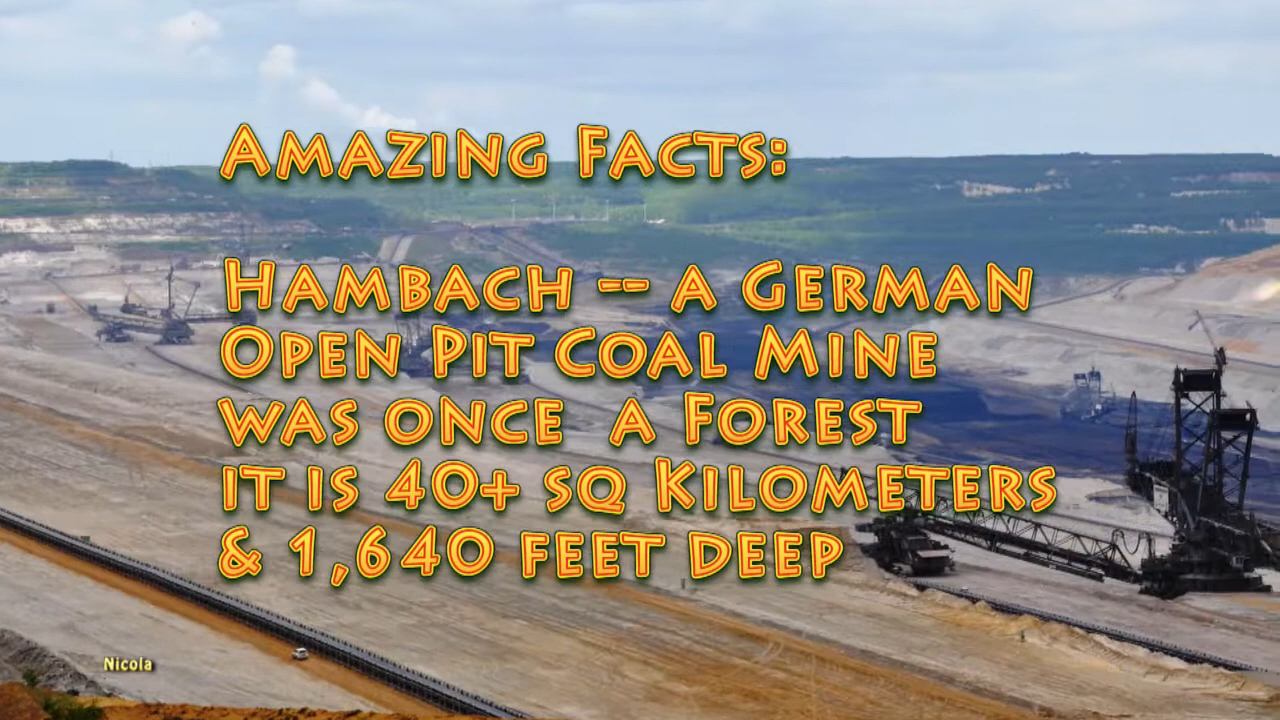 Amazing Facts:
Hambach -- a German
Open Pit Coal Mine
was once a Forest
it is 40+ sq Kilometers
& 1,640 feet deep
Nicola